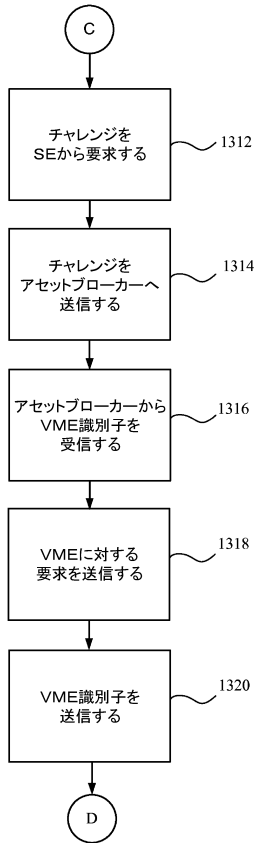 C
チャレンジを
SEから要求する
1312
チャレンジを
アセットブローカーへ
送信する
1314
アセットブローカーから
VME識別子を
受信する
1316
VMEに対する
要求を送信する
1318
VME識別子を
送信する
1320
D